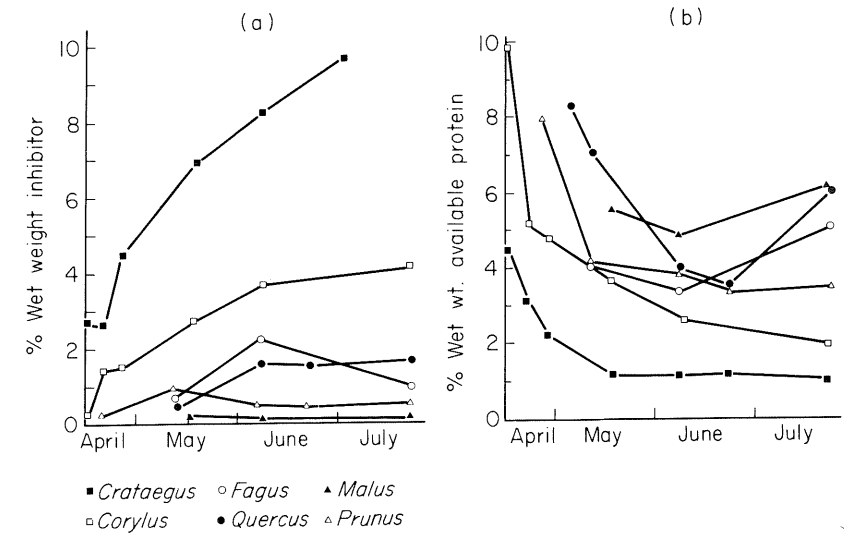 (a)
% Wet weight inhibitor
10
8
6
4
2
0
April May June July
(b)
% Wet wt. available protein
10
8
6
4
2
0
April May June July
Crataegus Fagus Malus
Corylus Quercus Prunus